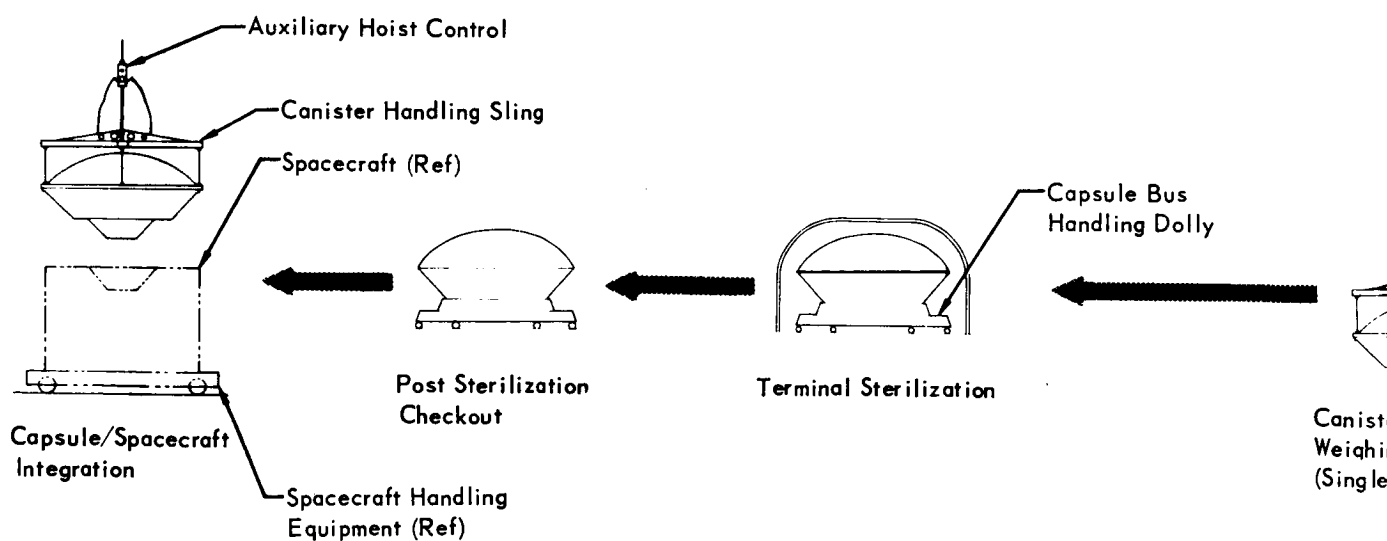 Auxiliary Hoist Control
Canister Handling Sling
Spacecraft (Ref)
Capsule Bus
Handling Dolly
Post Sterilization
Checkout
Terminal Sterilization
Capsule/Spacecraft
Integration
Spacecraft Handling
Equipment (Ref)
(Single